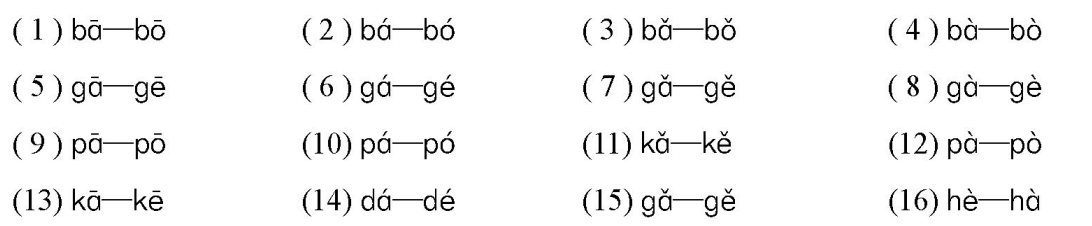 ( 1 ) bā—bō ( 2 ) bá—bó ( 3 ) bǎ—bǒ ( 4 ) bà—bò
( 5 ) gā—gē ( 6 ) gá—gé ( 7 ) gǎ—gě ( 8 ) gà—gè
( 9 ) pā—pō (10) pá—pó (11) kǎ—kě (12) pà—pò
(13) kā—kē (14) dá—dé (15) gǎ—gě (16) hè—hà